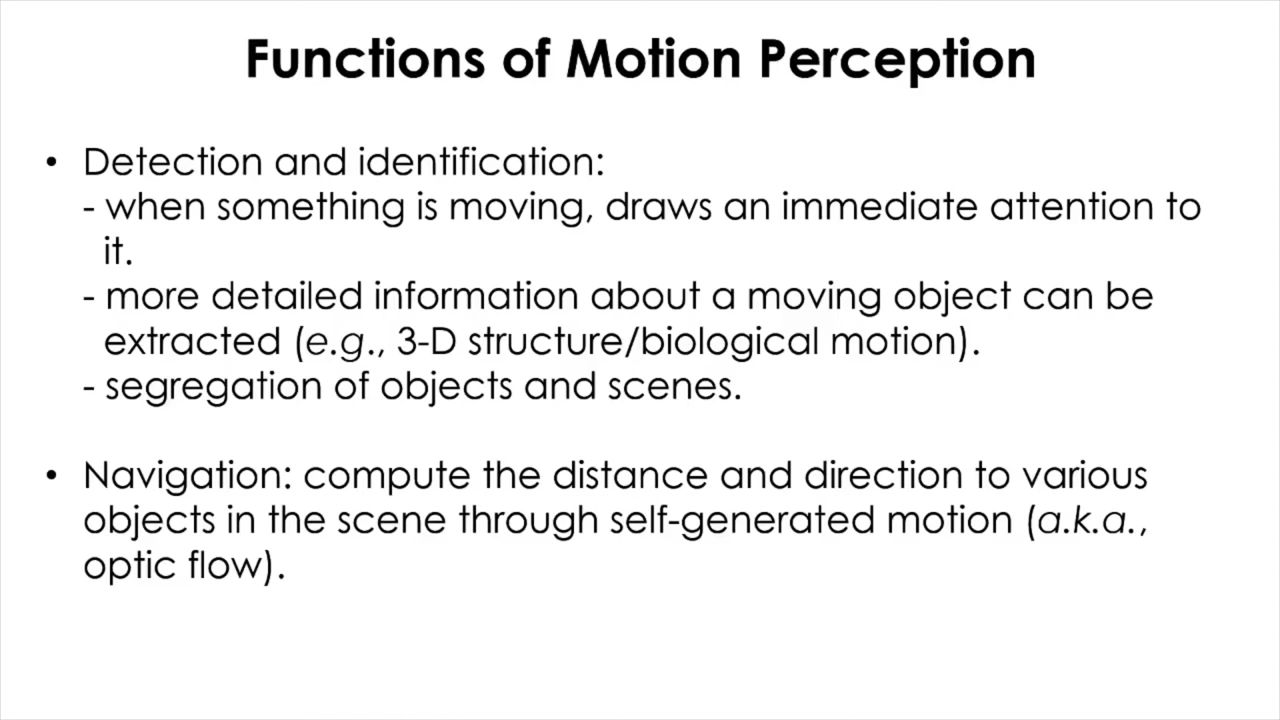 Functions of Motion Perception
• Detection and identification:
- when something is moving, draws an immediate attention to
it.
- more detailed information about a moving object can be
extracted (e.g., 3-D structure/biological motion).
- segregation of objects and scenes.
• Navigation: compute the distance and direction to various
objects in the scene through self-generated motion (a.k.a.,
optic flow).